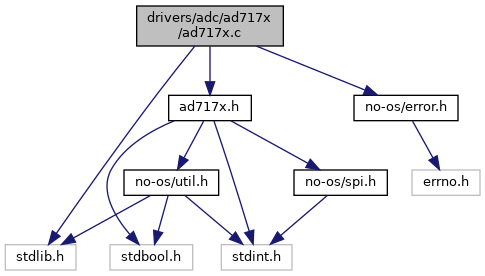 drivers/adc/ad717x
/ad717x.c
ad717x.h
no-os/error.h
no-os/util.h
no-os/spi.h
errno.h
stdlib.h
stdbool.h
stdint.h